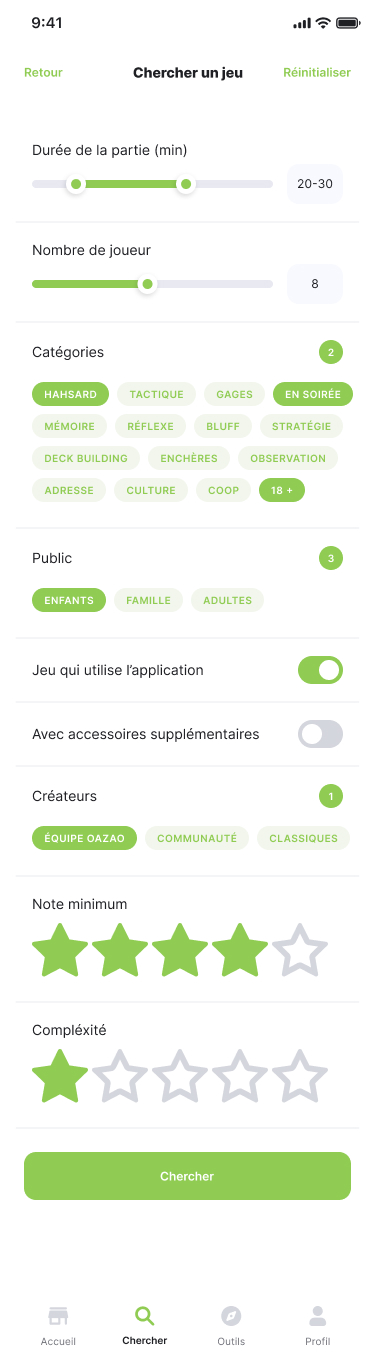 9:41
Retour Chercher un jeu Réinitialiser
Durée de la partie (min)
20-30
Nombre de joueur
8
Catégories 2
HAHSARD TACTIQUE GAGES EN SOIRÉE
MÉMOIRE RÉFLEXE BLUFF STRATÉGIE
DECK BUILDING ENCHÈRES OBSERVATION
ADRESSE CULTURE COOP 18 +
Public 3
ENFANTS FAMILLE ADULTES
Jeu qui utilise l’application
Avec accessoires supplémentaires
Créateurs 1
ÉQUIPE OAZAO COMMUNAUTÉ CLASSIQUES
Note minimum
Compléxité
Chercher
Accueil Chercher Outils Profil